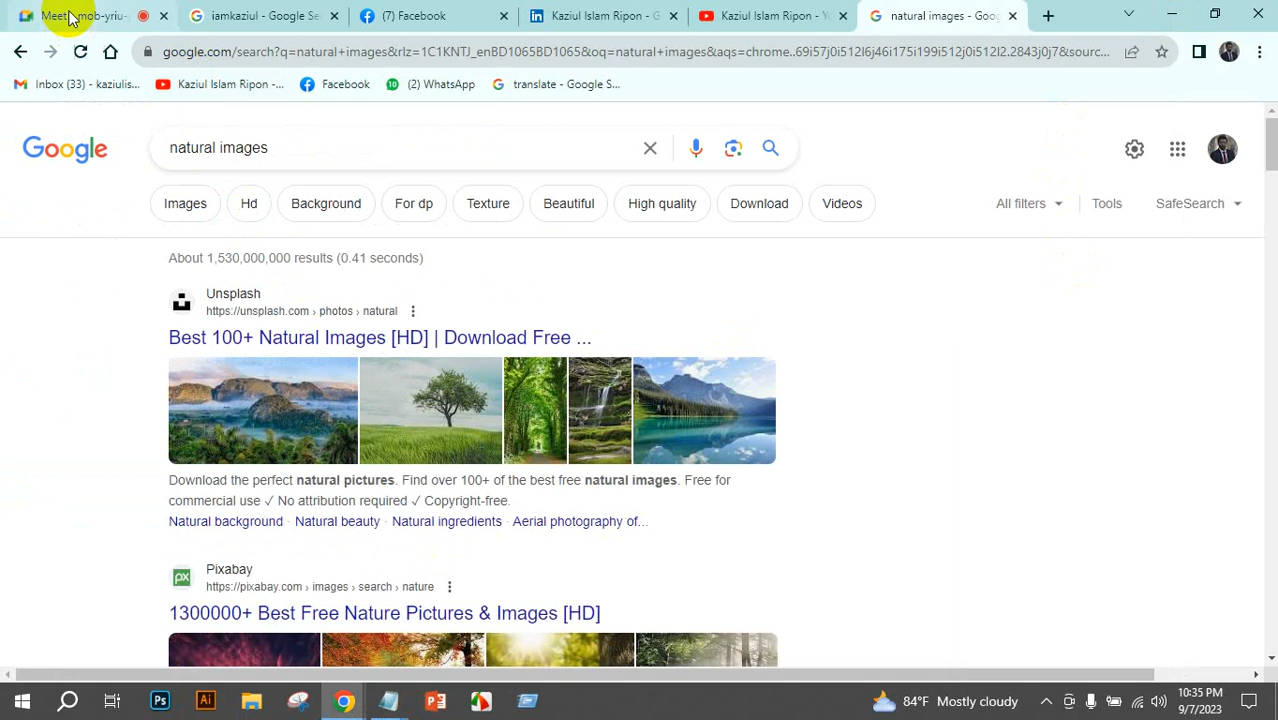 Meet - mob-yriu-
iamkaziul - Google Se
(7) Facebook
Kaziul Islam Ripon - G
Kaziul Islam Ripon - Y
natural images - Goog
google.com/search?q=natural+images&rlz=1C1KNTJ_enBD1065BD1065&oq=natural+images&aqs=chrome..69i57j0i512l6j46i175i199i512j0i512l2.2843j0j7&sourc...
Inbox (33) - kaziulis...
Kaziul Islam Ripon -...
Facebook
10
(2) WhatsApp
translate - Google S...
Google
natural images
Images
Hd
Background
For dp
Texture
Beautiful
High quality
Download
Videos
All filters
Tools
SafeSearch
About 1,530,000,000 results (0.41 seconds)
Unsplash
https://unsplash.com › photos › natural
Best 100+ Natural Images [HD] | Download Free ...
Download the perfect natural pictures. Find over 100+ of the best free natural images. Free for
commercial use ✓ No attribution required ✓ Copyright-free.
Natural background · Natural beauty · Natural ingredients · Aerial photography of...
px
Pixabay
https://pixabay.com › images › search › nature
1300000+ Best Free Nature Pictures & Images [HD]
Ps
Ai
84°F Mostly cloudy
10:35 PM
9/7/2023